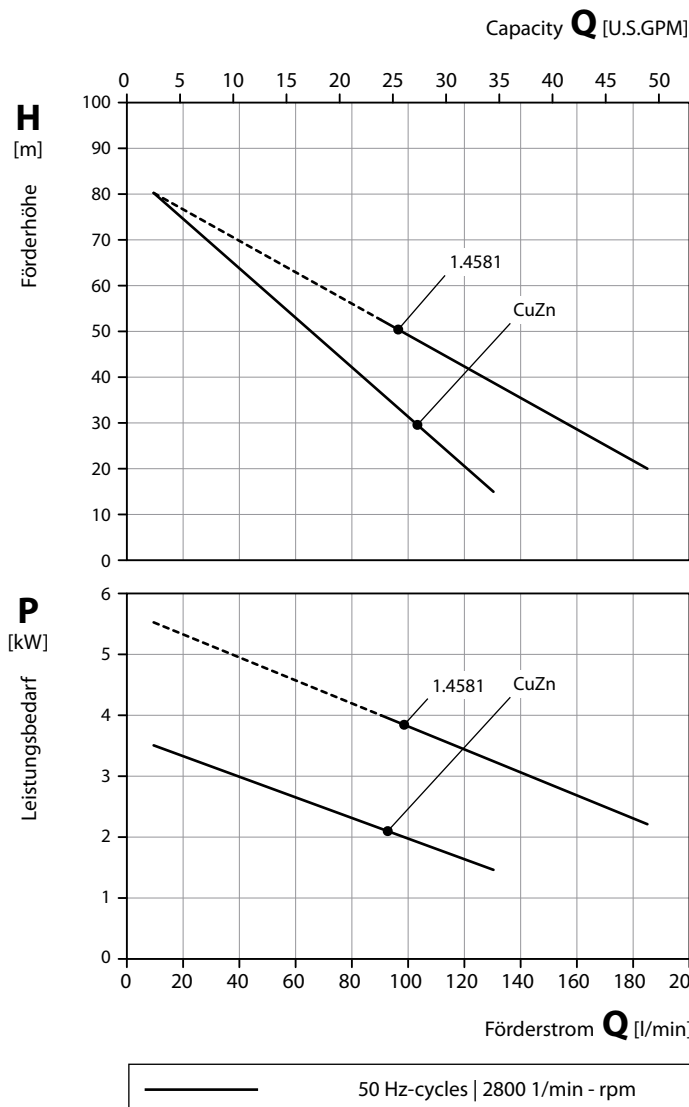 Capacity Q [U.S.GPM]
0 5 10 15 20 25 30 35 40 45 50
H
[m]
Förderhöhe
100
90
80
70
60
50
40
30
20
10
0
1.4581
CuZn
P
[kW]
Leistungsbedarf
6
5
4
3
2
1
0
1.4581
CuZn
0 20 40 60 80 100 120 140 160 180 20
Förderstrom Q [l/min]
50 Hz-cycles | 2800 1/min - rpm